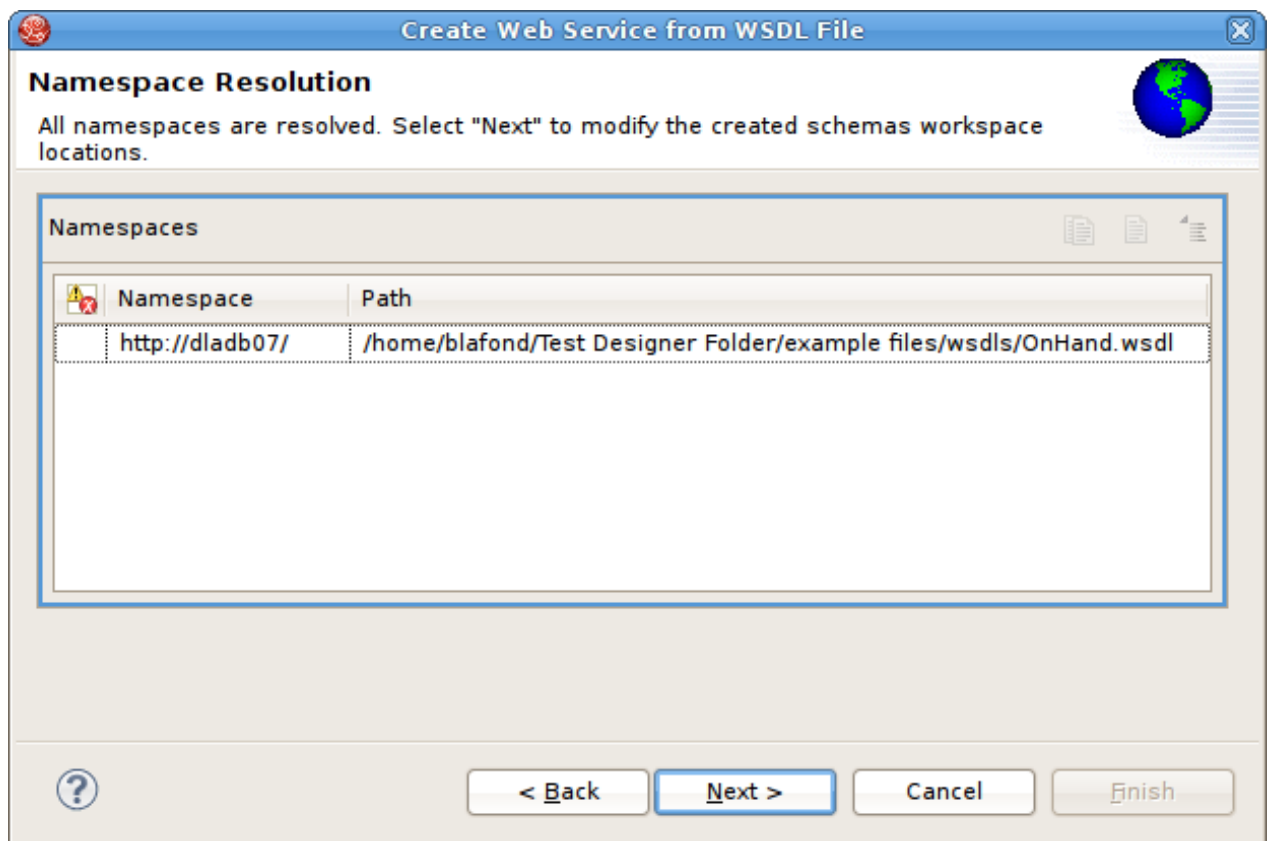 Create Web Service from WSDL File
Namespace Resolution
All namespaces are resolved. Select "Next" to modify the created schemas workspace
locations.
Namespaces
Namespace Path
http://dladb07/ /home/blafond/Test Designer Folder/example files/wsdls/OnHand.wsdl
? < Back Next > Cancel Finish